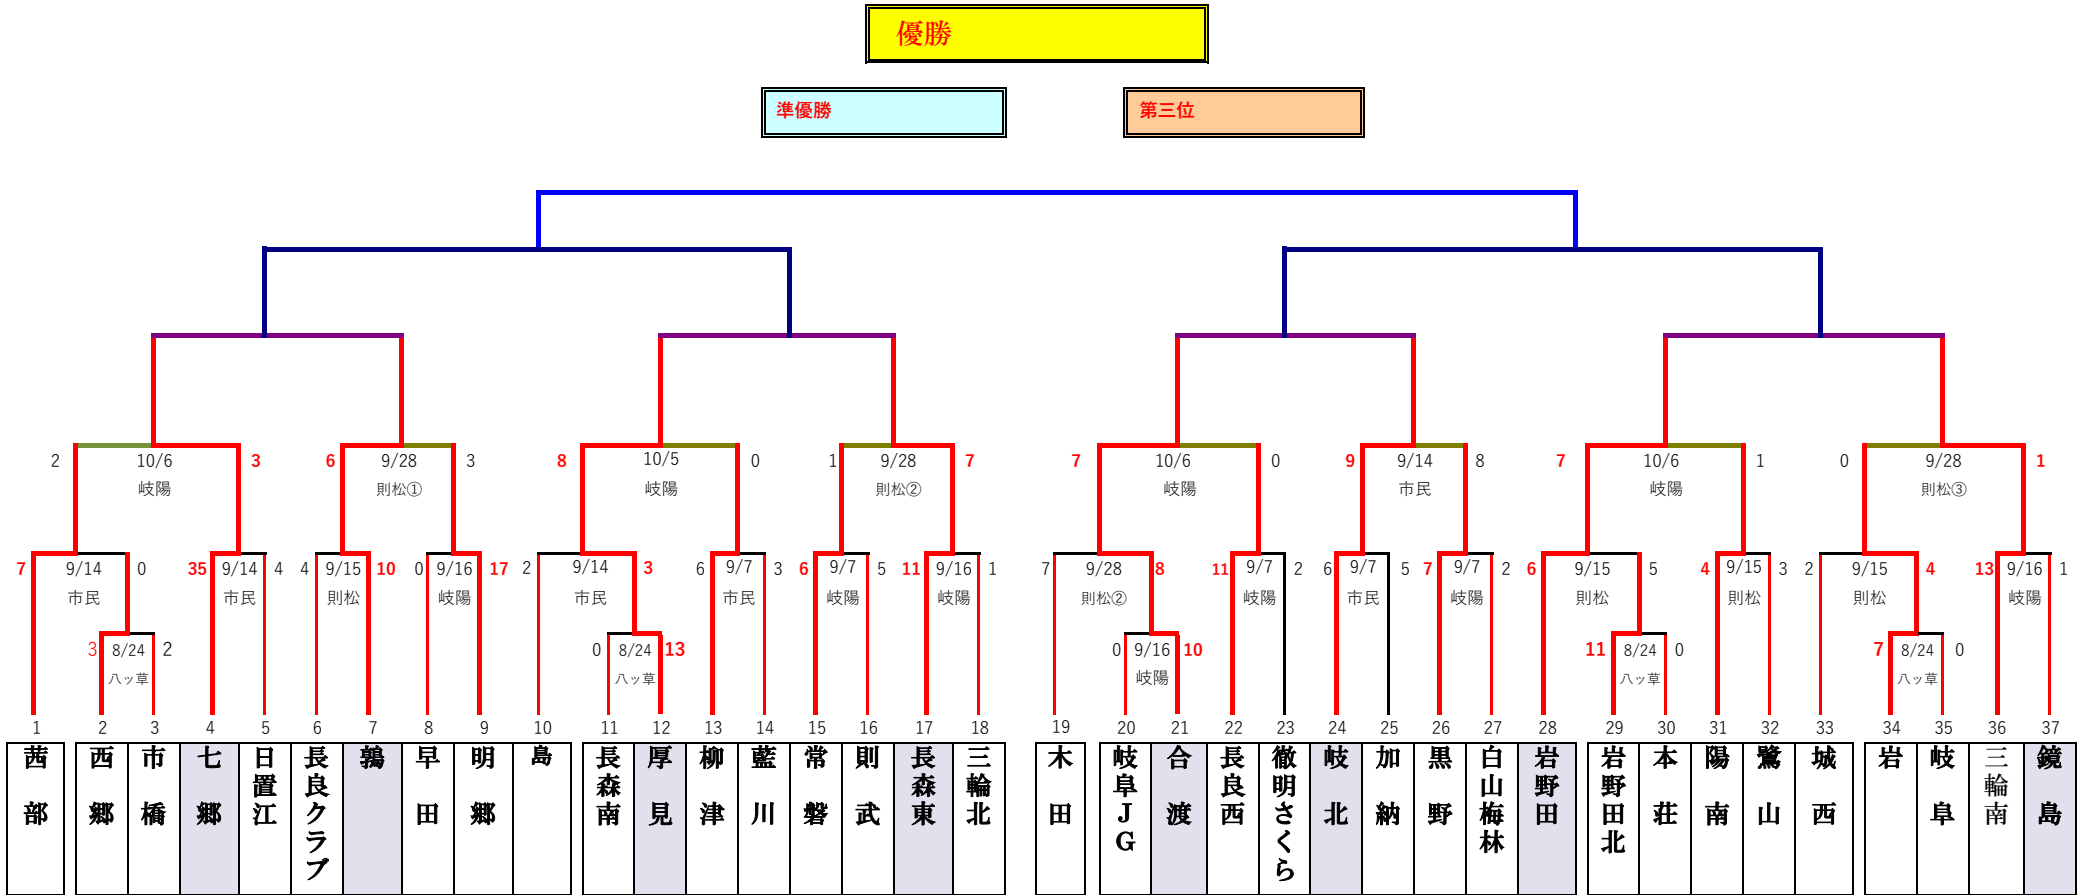 優勝
準優勝
第三位
2 10/6 3 6 9/28 3 8 10/5 0 1 9/28 7 7 10/6 0 9 9/14 8 7 10/6 1 0 9/28 1
岐陽 則松① 岐陽 則松② 岐陽 市民 岐陽 則松③
7 9/14 0 35 9/14 4 4 9/15 10 0 9/16 17 2 9/14 3 6 9/7 3 6 9/7 5 11 9/16 1 7 9/28 8 11 9/7 2 6 9/7 5 7 9/7 2 6 9/15 5 4 9/15 3 2 9/15 4 13 9/16 1
市民 市民 則松 岐陽 市民 市民 岐陽 岐陽 則松② 岐陽 市民 岐陽 則松 則松 則松 岐陽
3 8/24 2 0 8/24 13 0 9/16 10 11 8/24 0 7 8/24 0
八ッ草 八ッ草 岐陽 八ッ草 八ッ草
1 2 3 4 5 6 7 8 9 10 11 12 13 14 15 16 17 18 19 20 21 22 23 24 25 26 27 28 29 30 31 32 33 34 35 36 37
茜部
西郷
市橋
七郷
日置江
長良クラブ
鶉
早田
明郷
島
長森南
厚見
柳津
藍川
常磐
則武
長森東
三輪北
木田
岐阜JG
合渡
長良西
徹明さくら
岐北
加納
黒野
白山梅林
岩野田
岩野田北
本荘
陽南
鷺山
城西
岩
岐阜
三輪南
鏡島